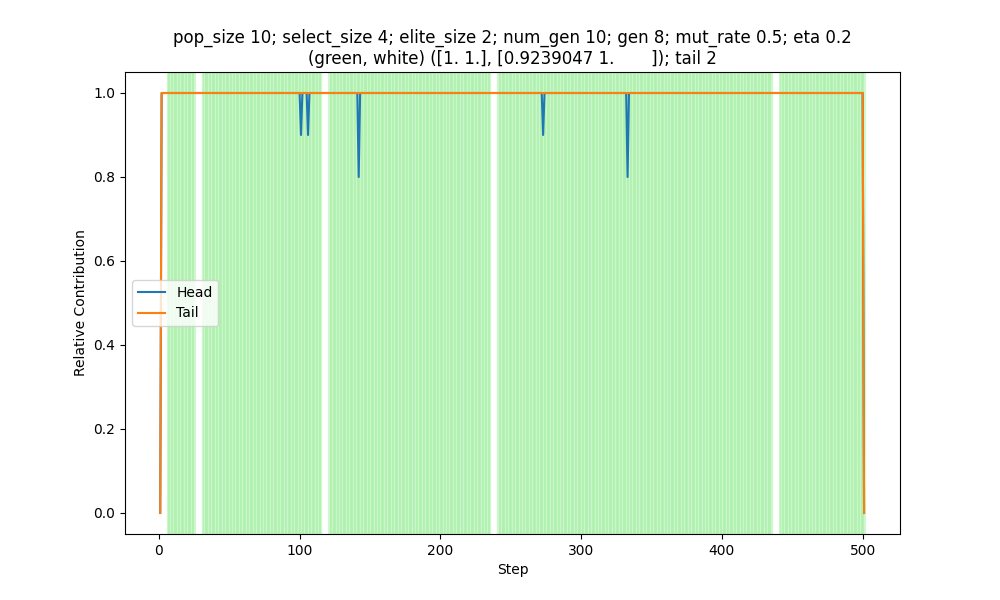 pop_size 10; select_size 4; elite_size 2; num_gen 10; gen 8; mut_rate 0.5; eta 0.2
(green, white) ([1. 1.], [0.9239047 1.       ]); tail 2
1.0
0.8
0.6
0.4
0.2
0.0
Relative Contribution
Head
Tail
0
100
200
300
400
500
Step